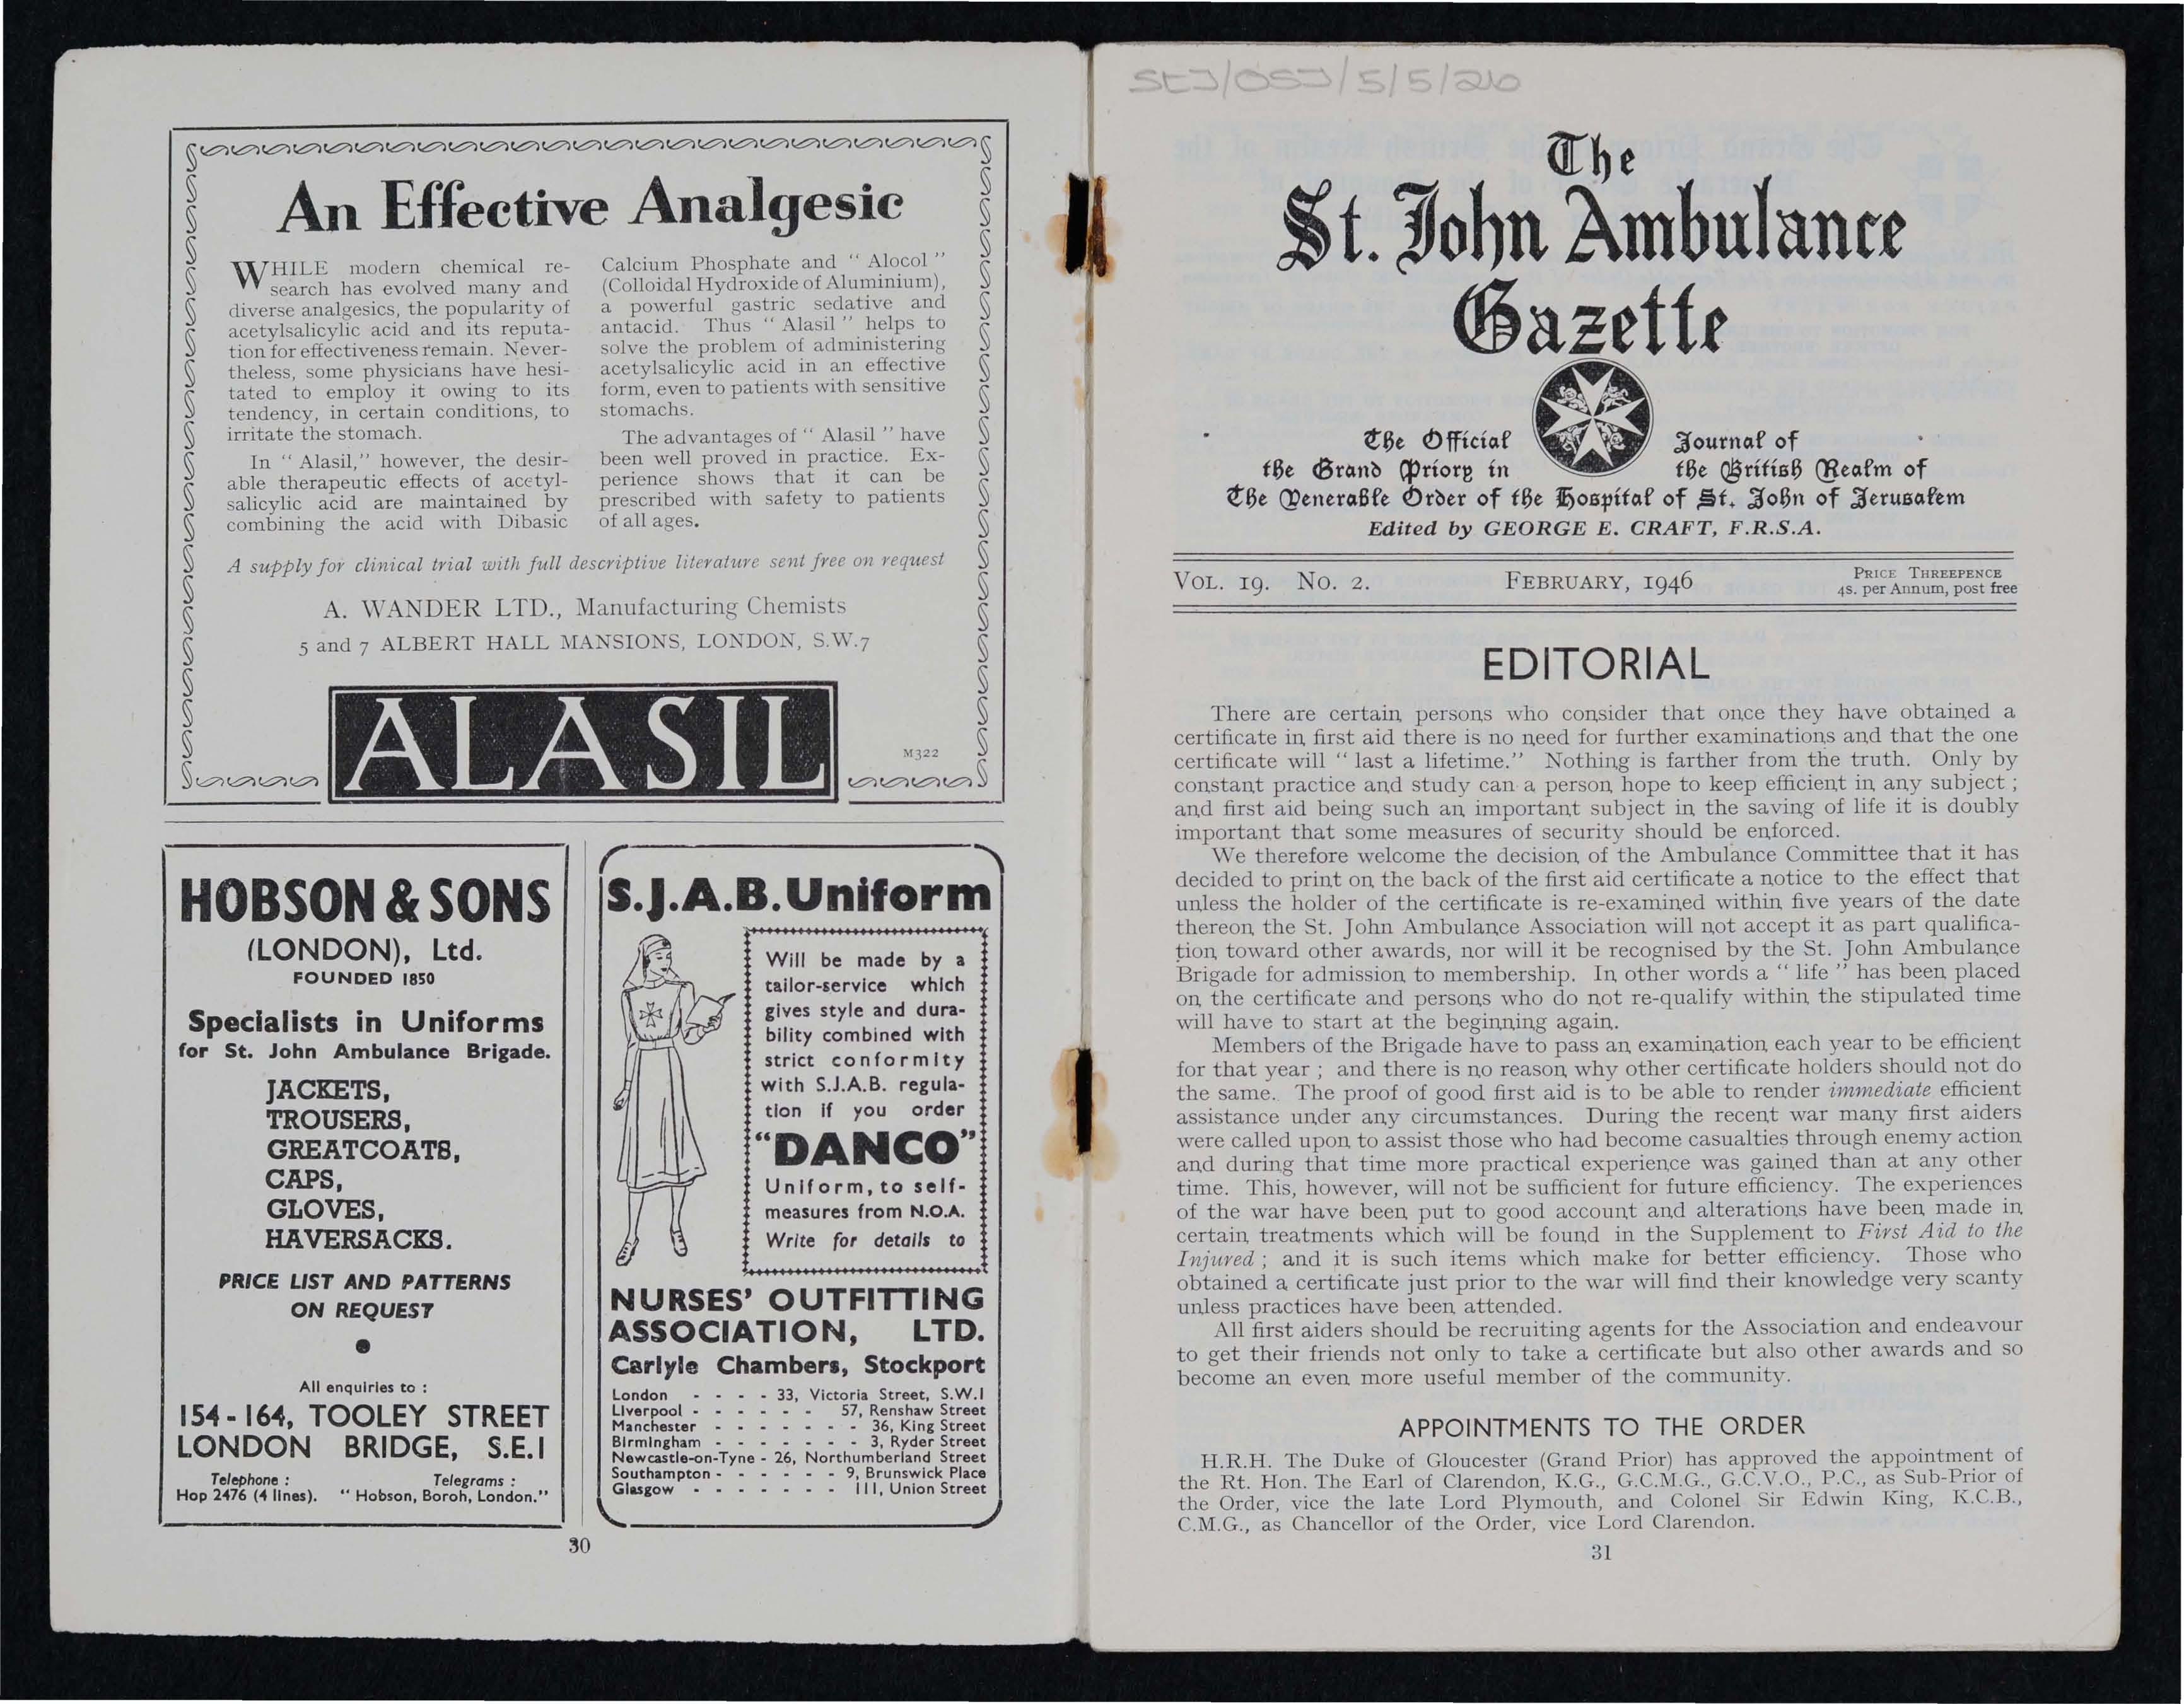 An Effective Analgesic
WHILE modern chemical re-
search has evolved many and
diverse analgesics, the popularity of
acetylsalicylic acid and its reputa-
tion for effectiveness remain. Never-
theless, some physicians have hesi-
tated to employ it owing to its
tendency, in certain conditions, to
irritate the stomach.
In “ Alasil,” however, the desir-
able therapeutic effects of acetyl-
salicylic acid are maintained by
combining the acid with Dibasic
Calcium Phosphate and “ Alocol ”
(Colloidal Hydroxide of Aluminium),
a powerful gastric sedative and
antacid. Thus “ Alasil ” helps to
solve the problem of administering
acetylsalicylic acid in an effective
form, even to patients with sensitive
stomachs.
The advantages of “ Alasil ” have
been well proved in practice. Ex-
perience shows that it can be
prescribed with safety to patients
of all ages.
A supply for clinical trial with full descriptive literature sent free on request
A. WANDER LTD., Manufacturing Chemists
5 and 7 ALBERT HALL MANSIONS, LONDON, S.W.7
ALASIL
M322
HOBSON & SONS
(LONDON), Ltd.
FOUNDED 1850
Specialists in Uniforms
for St. John Ambulance Brigade.
JACKETS,
TROUSERS,
GREATCOATS,
CAPS,
GLOVES,
HAVERSACKS.
PRICE LIST AND PATTERNS
ON REQUEST
All enquiries to :
154-164, TOOLEY STREET
LONDON BRIDGE, S.E.1
Telephone : Telegrams :
Hop 2476 (4 lines). “ Hobson, Boroh, London.”
S.J.A.B. Uniform
Will be made by a
tailor-service which
gives style and dura-
bility combined with
strict conformity
with S.J.A.B. regula-
tion if you order
“DANCO”
Uniform, to self-
measures from N.O.A.
Write for details to
NURSES’ OUTFITTING
ASSOCIATION, LTD.
Carlyle Chambers, Stockport
London - - - - 33, Victoria Street, S.W.1
Liverpool - - - - - - 57, Renshaw Street
Manchester - - - - - - - 36, King Street
Birmingham - - - - - - - 3, Ryder Street
Newcastle-on-Tyne - 26, Northumberland Street
Southampton - - - - - - 9, Brunswick Place
Glasgow - - - - - - - 111, Union Street
30
StJ/OSJ/5/5/26
The
St. John Ambulance
Gazette
The Official Journal of
the Grand Priory in the British Realm of
The Venerable Order of the Hospital of St. John of Jerusalem
Edited by GEORGE E. CRAFT, F.R.S.A.
VOL. 19. NO. 2. FEBRUARY, 1946 PRICE THREEPENCE
4s. per Annum, post free
EDITORIAL
There are certain persons who consider that once they have obtained a
certificate in first aid there is no need for further examinations and that the one
certificate will “ last a lifetime.” Nothing is farther from the truth. Only by
constant practice and study can a person hope to keep efficient in any subject ;
and first aid being such an important subject in the saving of life it is doubly
important that some measures of security should be enforced.
We therefore welcome the decision of the Ambulance Committee that it has
decided to print on the back of the first aid certificate a notice to the effect that
unless the holder of the certificate is re-examined within five years of the date
thereon the St. John Ambulance Association will not accept it as part qualifica-
tion toward other awards, nor will it be recognised by the St. John Ambulance
Brigade for admission to membership. In other words a “ life ” has been placed
on the certificate and persons who do not re-qualify within the stipulated time
will have to start at the beginning again.
Members of the Brigade have to pass an examination each year to be efficient
for that year ; and there is no reason why other certificate holders should not do
the same. The proof of good first aid is to be able to render immediate efficient
assistance under any circumstances. During the recent war many first aiders
were called upon to assist those who had become casualties through enemy action
and during that time more practical experience was gained than at any other
time. This, however, will not be sufficient for future efficiency. The experiences
of the war have been put to good account and alterations have been made in
certain treatments which will be found in the Supplement to First Aid to the
Injured ; and it is such items which make for better efficiency. Those who
obtained a certificate just prior to the war will find their knowledge very scanty
unless practices have been attended.
All first aiders should be recruiting agents for the Association and endeavour
to get their friends not only to take a certificate but also other awards and so
become an even more useful member of the community.
APPOINTMENTS TO THE ORDER
H.R.H. The Duke of Gloucester (Grand Prior) has approved the appointment of
the Rt. Hon. The Earl of Clarendon, K.G., G.C.M.G., G.C.V.O., P.C., as Sub-Prior of
the Order, vice the late Lord Plymouth, and Colonel Sir Edwin King, K.C.B.,
C.M.G., as Chancellor of the Order, vice Lord Clarendon.
31